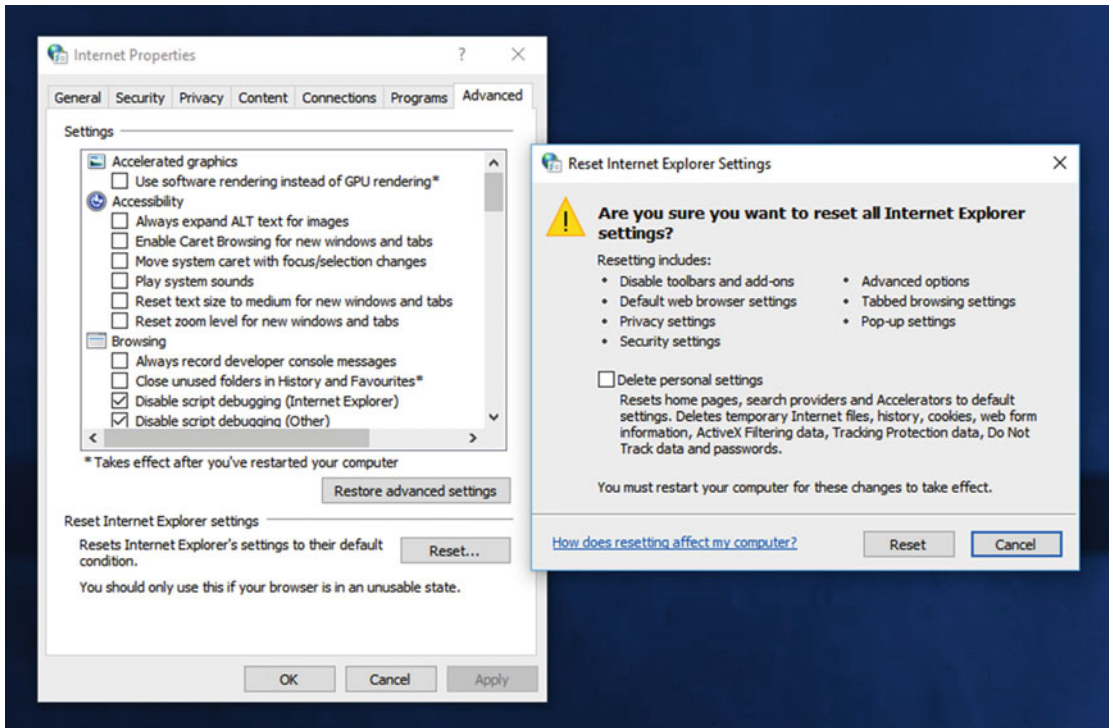 Internet Properties
?
General Security Privacy Content Connections Programs Advanced
Settings
Accelerated graphics
Use software rendering instead of GPU rendering*
Accessibility
Always expand ALT text for images
Enable Caret Browsing for new windows and tabs
Move system caret with focus/selection changes
Play system sounds
Reset text size to medium for new windows and tabs
Reset zoom level for new windows and tabs
Browsing
Always record developer console messages
Close unused folders in History and Favourites*
Disable script debugging (Internet Explorer)
Disable script debugging (Other)
*Takes effect after you've restarted your computer
Restore advanced settings
Reset Internet Explorer settings
Resets Internet Explorer's settings to their default
condition.
Reset...
You should only use this if your browser is in an unusable state.
OK Cancel Apply
Reset Internet Explorer Settings
Are you sure you want to reset all Internet Explorer
settings?
Resetting includes:
• Disable toolbars and add-ons
• Default web browser settings
• Privacy settings
• Security settings
• Advanced options
• Tabbed browsing settings
• Pop-up settings
Delete personal settings
Resets home pages, search providers and Accelerators to default
settings. Deletes temporary Internet files, history, cookies, web form
information, ActiveX Filtering data, Tracking Protection data, Do Not
Track data and passwords.
You must restart your computer for these changes to take effect.
How does resetting affect my computer?
Reset Cancel